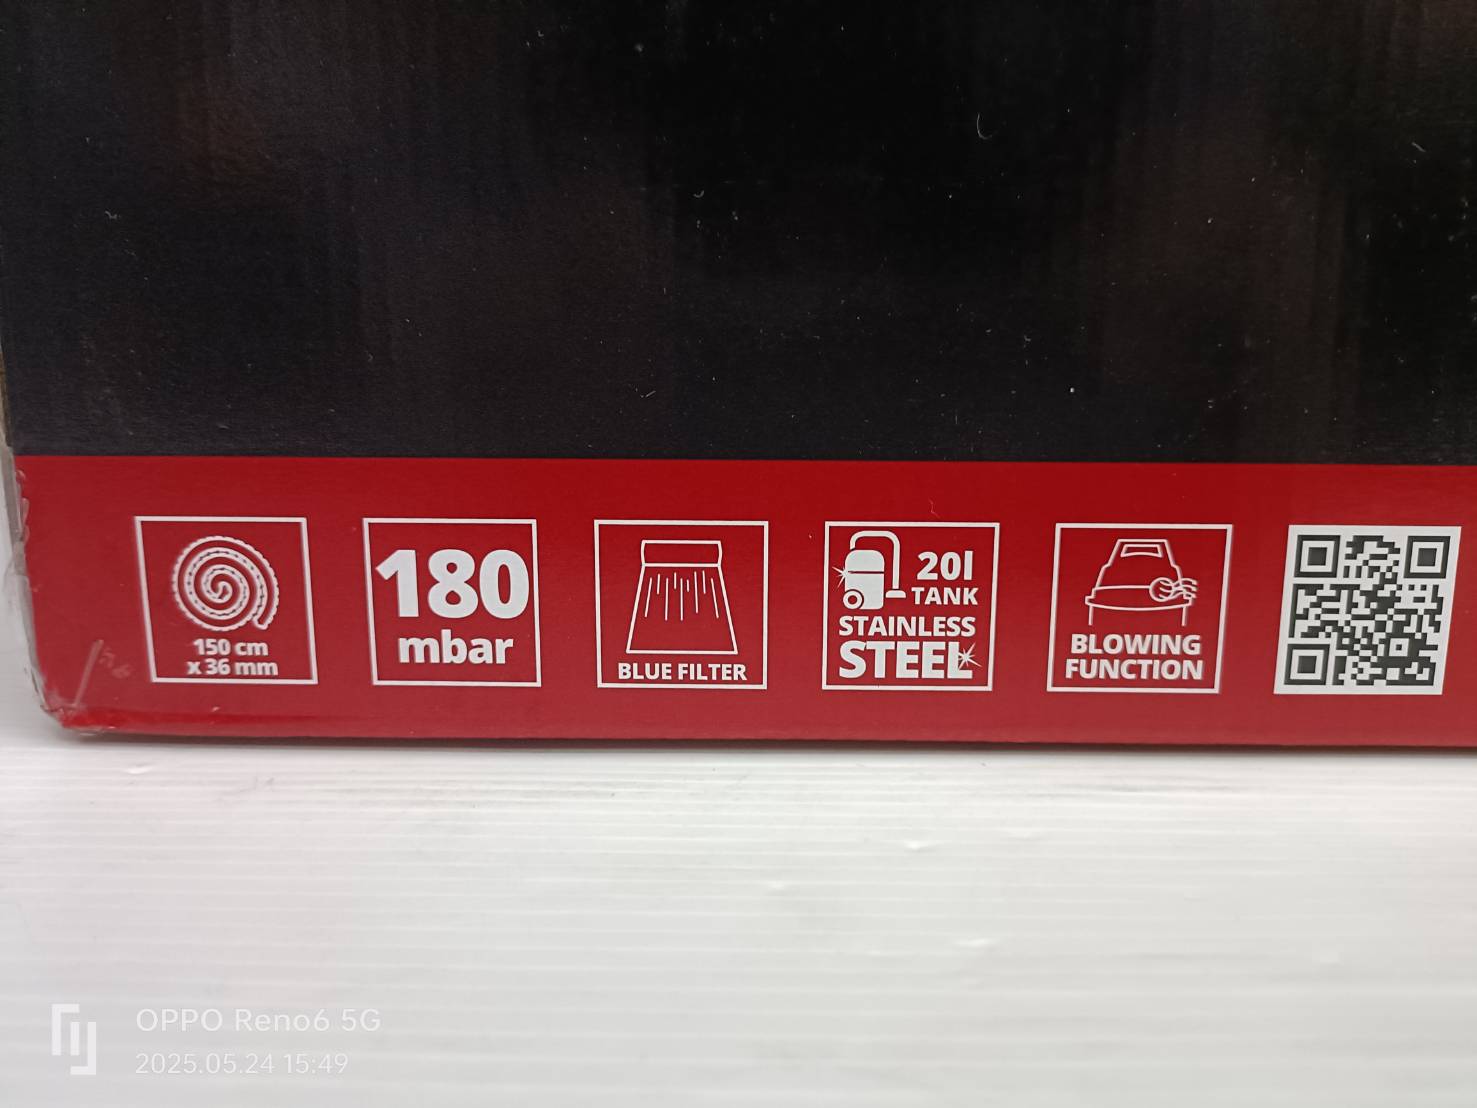 150 cm
x 36 mm
180
mbar
BLUE FILTER
20l
TANK
STAINLESS
STEEL
BLOWING
FUNCTION
OPPO Reno6 5G
2025.05.24 15:49